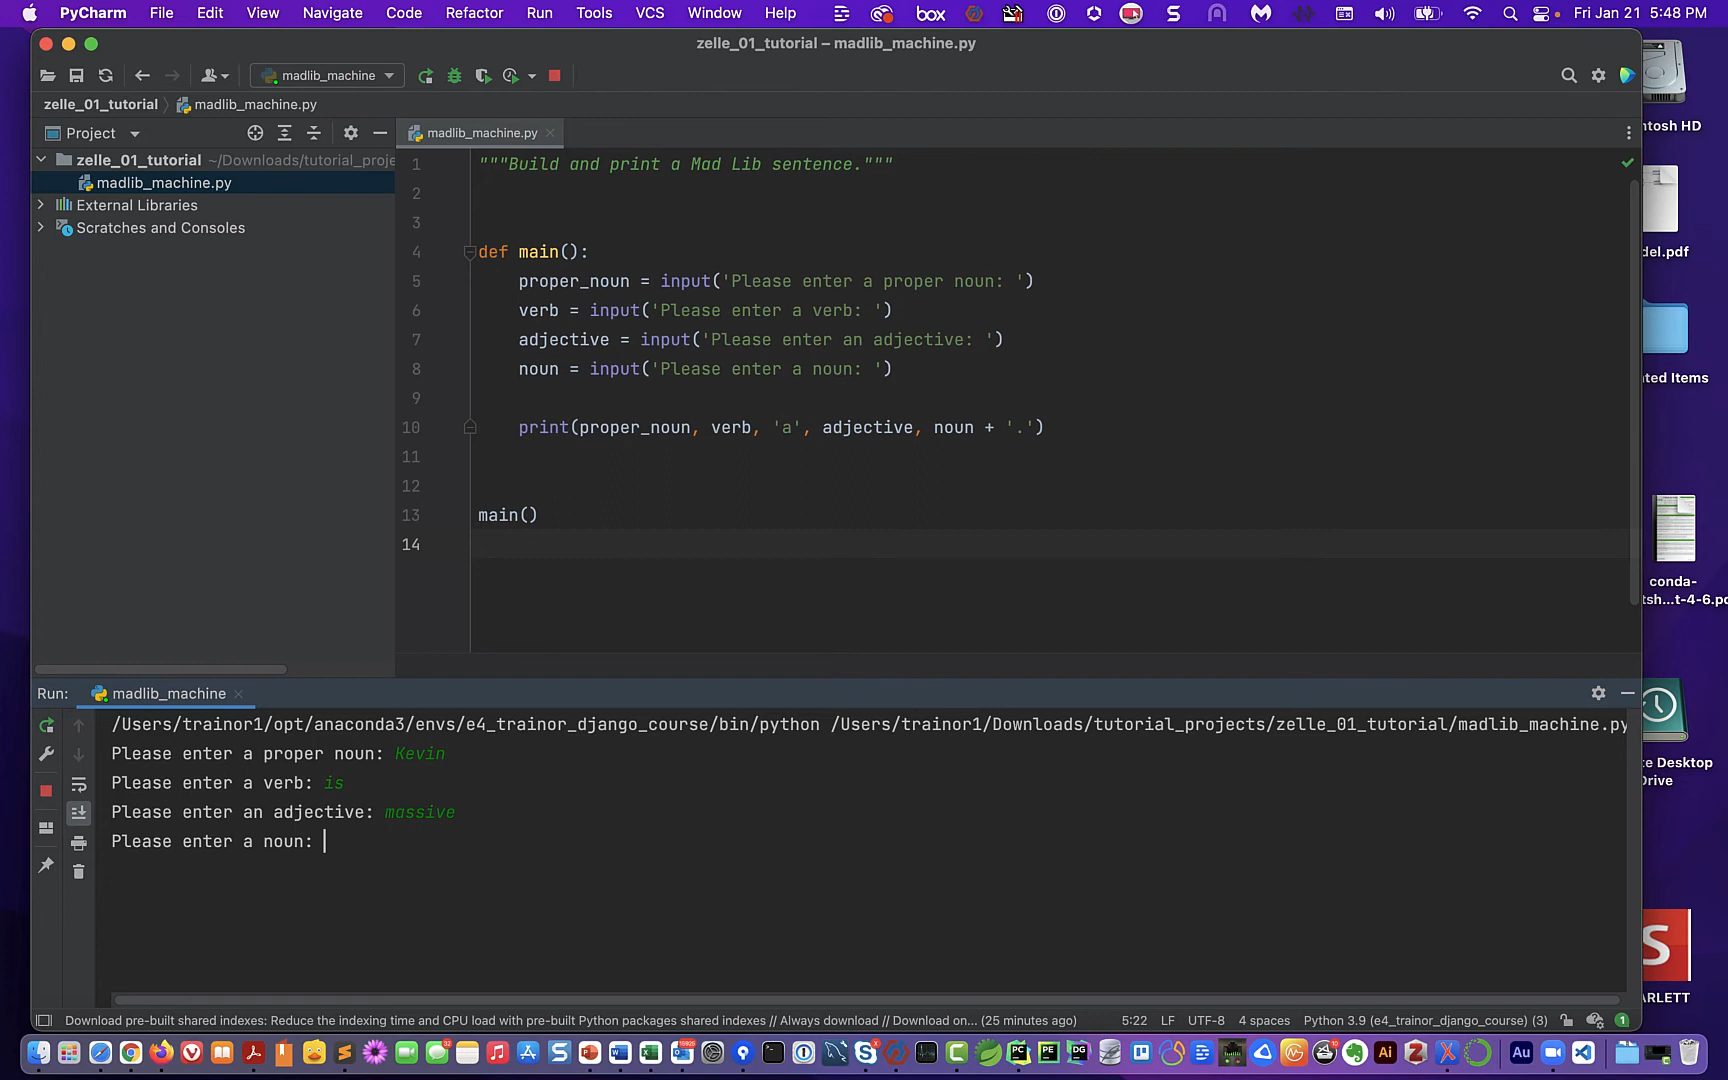 PyCharm File Edit View Navigate Code Refactor Run Tools VCS Window Help box Fri Jan 21 5:48 PM
zelle_01_tutorial – madlib_machine.py
madlib_machine
zelle_01_tutorial madlib_machine.py
Project
madlib_machine.py
zelle_01_tutorial ~/Downloads/tutorial_proje
madlib_machine.py
External Libraries
Scratches and Consoles
1 """Build and print a Mad Lib sentence."""
2
3
4 def main():
5 proper_noun = input('Please enter a proper noun: ')
6 verb = input('Please enter a verb: ')
7 adjective = input('Please enter an adjective: ')
8 noun = input('Please enter a noun: ')
9
10 print(proper_noun, verb, 'a', adjective, noun + '.')
11
12
13 main()
14
Run: madlib_machine
/Users/trainor1/opt/anaconda3/envs/e4_trainor_django_course/bin/python /Users/trainor1/Downloads/tutorial_projects/zelle_01_tutorial/madlib_machine.py
Please enter a proper noun: Kevin
Please enter a verb: is
Please enter an adjective: massive
Please enter a noun:
Download pre-built shared indexes: Reduce the indexing time and CPU load with pre-built Python packages shared indexes // Always download // Download on... (25 minutes ago) 5:22 LF UTF-8 4 spaces Python 3.9 (e4_trainor_django_course) (3) 1
ntosh HD
del.pdf
ted Items
conda-
tsh...t-4-6.pd
te Desktop
Drive
S
ARLETT